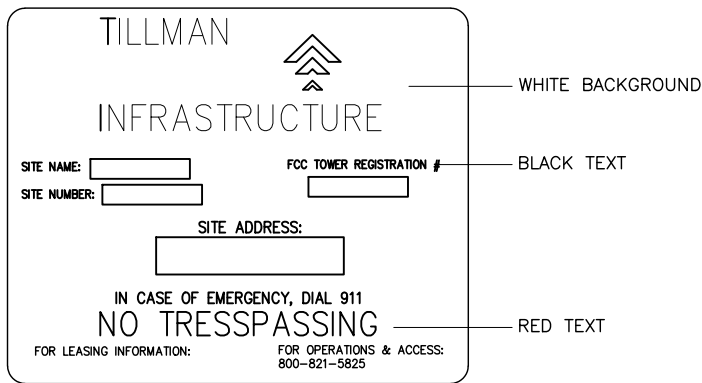 TILLMAN
INFRASTRUCTURE
WHITE BACKGROUND
SITE NAME:
FCC TOWER REGISTRATION #
BLACK TEXT
SITE NUMBER:
SITE ADDRESS:
IN CASE OF EMERGENCY, DIAL 911
NO TRESSPASSING
RED TEXT
FOR LEASING INFORMATION:
FOR OPERATIONS & ACCESS:
800-821-5825